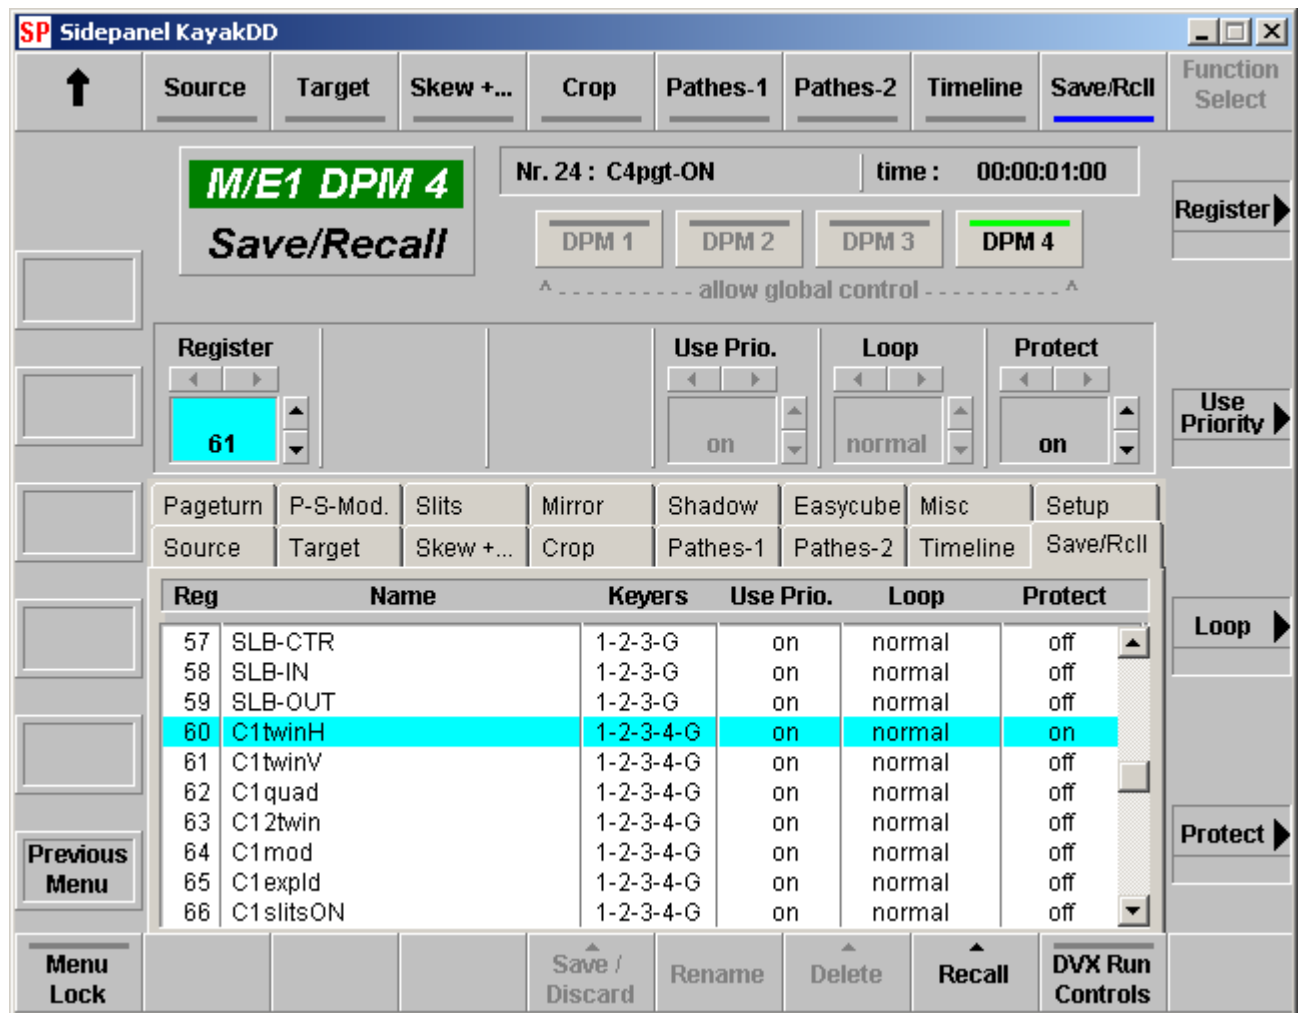 SP Sidepanel KayakDD
Source Target Skew +... Crop Pathes-1 Pathes-2 Timeline Save/Rcll Function Select
M/E1 DPM 4
Save/Recall
Nr. 24 : C4pgt-ON time : 00:00:01:00
Register
DPM 1 DPM 2 DPM 3 DPM 4
^ - - - - - - - - - - allow global control - - - - - - - - - - ^
Register Use Prio. Loop Protect
61 on normal on
Use
Priority
Pageturn P-S-Mod. Slits Mirror Shadow Easycube Misc Setup
Source Target Skew +... Crop Pathes-1 Pathes-2 Timeline Save/Rcll
Reg Name Keyers Use Prio. Loop Protect
57 SLB-CTR 1-2-3-G on normal off
58 SLB-IN 1-2-3-G on normal off
59 SLB-OUT 1-2-3-G on normal off
60 C1twinH 1-2-3-4-G on normal on
61 C1twinV 1-2-3-4-G on normal off
62 C1quad 1-2-3-4-G on normal off
63 C12twin 1-2-3-4-G on normal off
64 C1mod 1-2-3-4-G on normal off
65 C1expld 1-2-3-4-G on normal off
66 C1slitsON 1-2-3-4-G on normal off
Loop
Protect
Previous
Menu
Menu
Lock
Save /
Discard
Rename
Delete
Recall
DVX Run
Controls